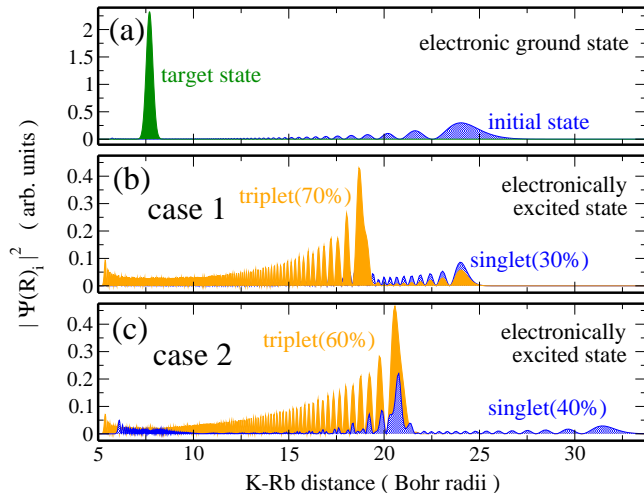 (a)
electronic ground state
target state
initial state
2
1.5
1
0.5
0
(b)
case 1
triplet(70%)
electronically
excited state
singlet(30%)
0.4
0.3
0.2
0.1
0
(c)
case 2
triplet(60%)
electronically
excited state
singlet(40%)
0.4
0.3
0.2
0.1
0
5 10 15 20 25 30
| Ψ(R)i |2 ( arb. units )
K-Rb distance ( Bohr radii )